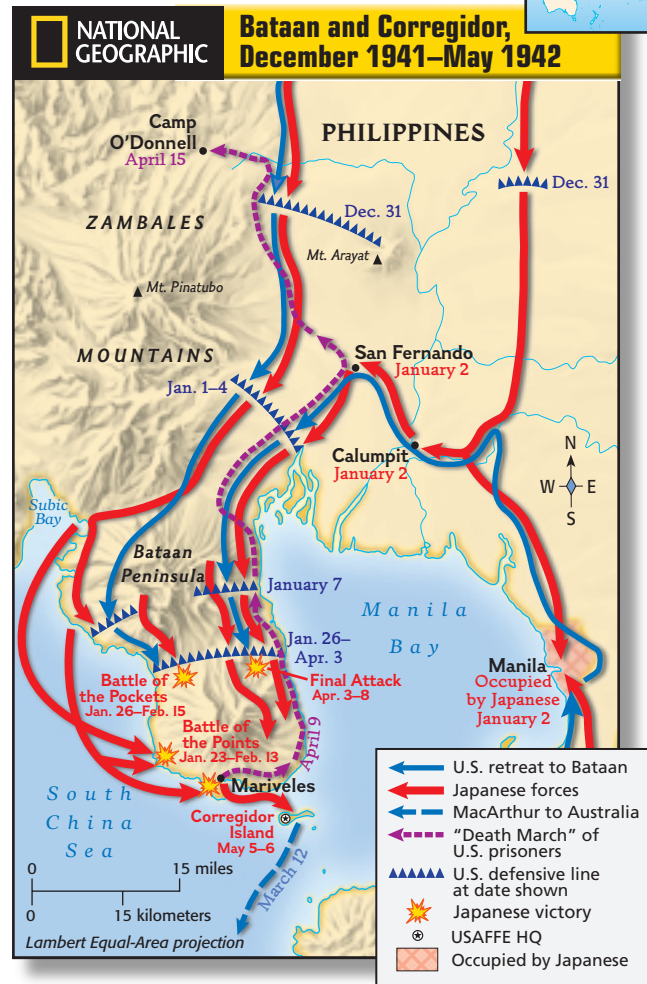 NATIONAL
GEOGRAPHIC
Bataan and Corregidor,
December 1941–May 1942
Camp
O'Donnell
April 15
PHILIPPINES
Dec. 31
Dec. 31
ZAMBALES
Mt. Arayat
Mt. Pinatubo
MOUNTAINS
San Fernando
January 2
Jan. 1–4
Calumpit
January 2
N
W
E
S
Subic
Bay
Bataan
Peninsula
January 7
Manila
Bay
Jan. 26–
Apr. 3
Manila
Occupied
by Japanese
January 2
Battle of
the Pockets
Jan. 26–Feb. 15
Final Attack
Apr. 3–8
Battle of
the Points
Jan. 23–Feb. 13
April 9
Mariveles
South
China
Sea
Corregidor
Island
May 5–6
March 12
0
15 miles
0
15 kilometers
Lambert Equal-Area projection
U.S. retreat to Bataan
Japanese forces
MacArthur to Australia
"Death March" of
U.S. prisoners
U.S. defensive line
at date shown
Japanese victory
USAFFE HQ
Occupied by Japanese